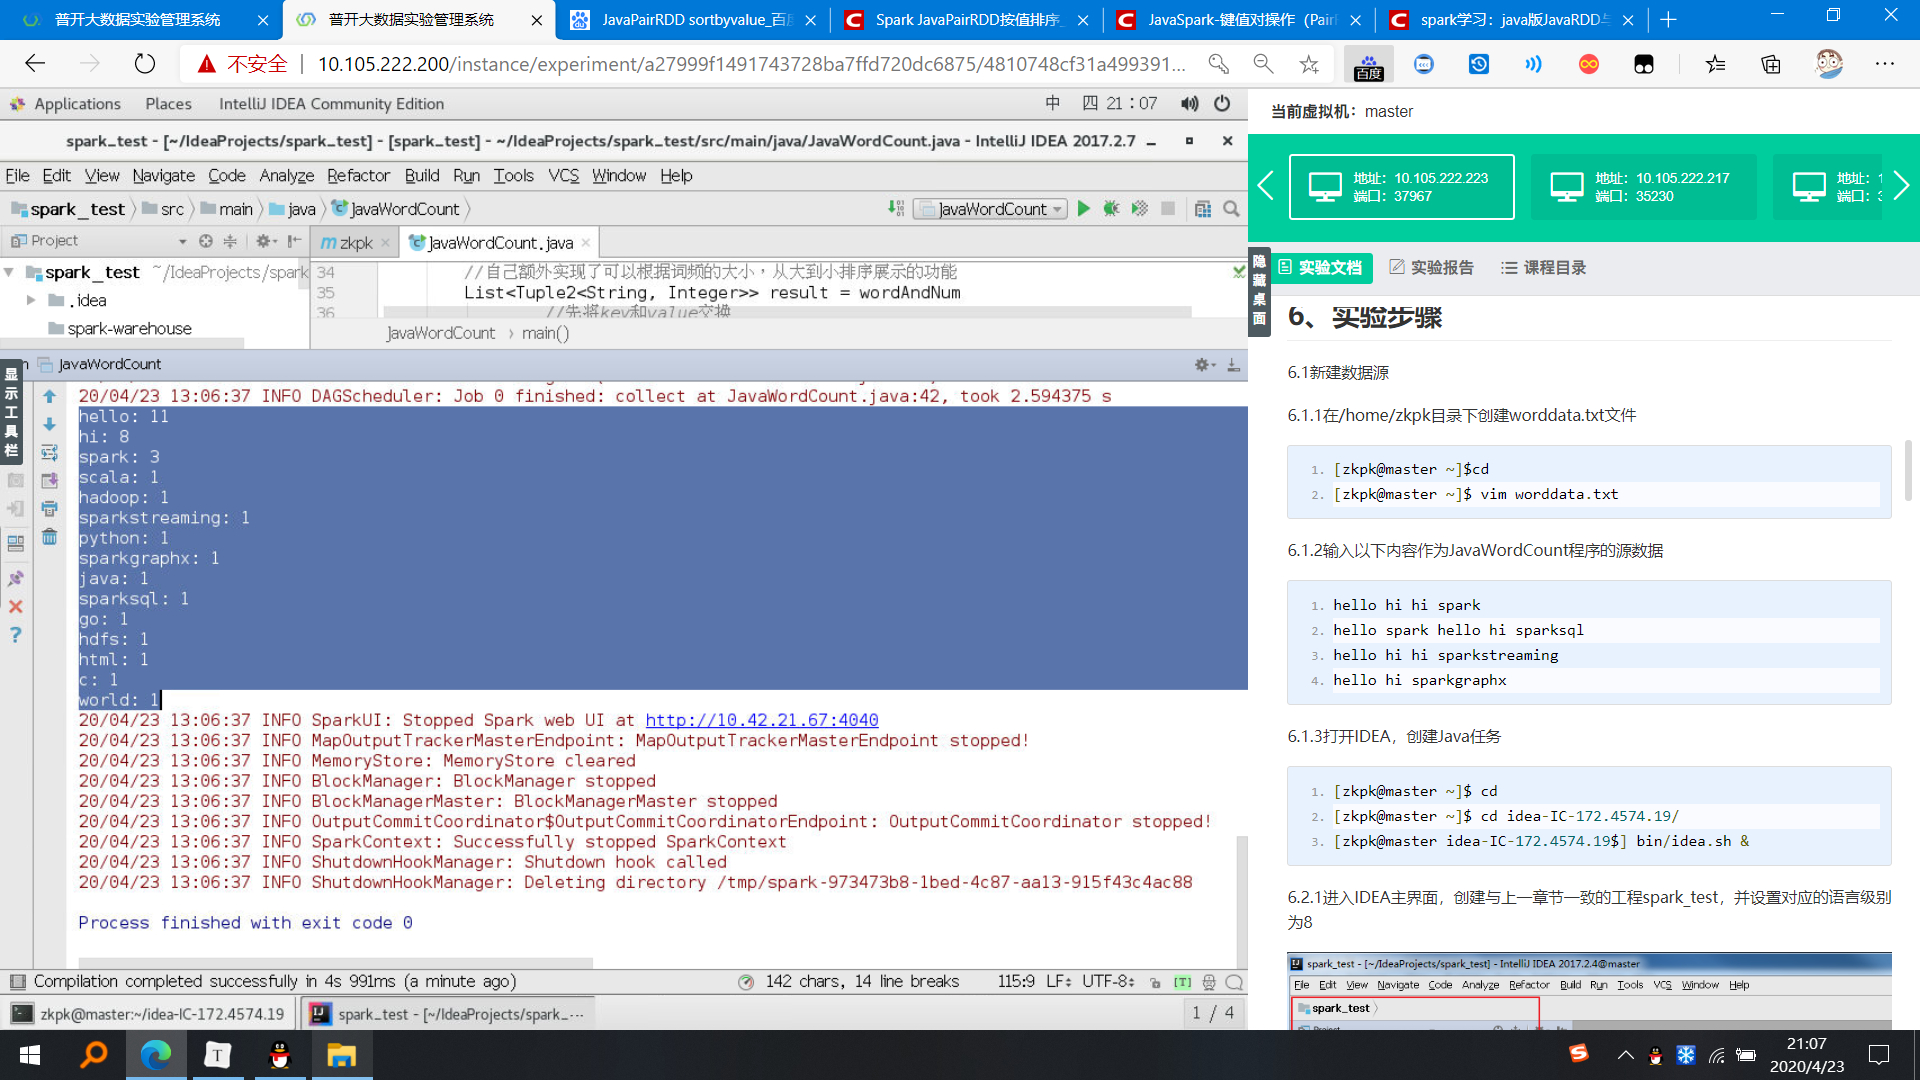 普开大数据实验管理系统
普开大数据实验管理系统
JavaPairRDD sortbyvalue_百
Spark JavaPairRDD按值排序_
JavaSpark-键值对操作（Pair
spark学习：java版JavaRDD与
不安全
10.105.222.200/instance/experiment/a27999f1491743728ba7ffd720dc6875/4810748cf31a499391...
百度
Applications Places IntelliJ IDEA Community Edition
中 四 21：07
spark_test - [~/IdeaProjects/spark_test] - [spark_test] - ~/IdeaProjects/spark_test/src/main/java/JavaWordCount.java - IntelliJ IDEA 2017.2.7
File Edit View Navigate Code Analyze Refactor Build Run Tools VCS Window Help
spark_test src main java JavaWordCount
JavaWordCount
Project
zkpk
JavaWordCount.java
spark_test ~/IdeaProjects/spark
.idea
spark-warehouse
34 //自己额外实现了可以根据词频的大小，从大到小排序展示的功能
35 List<Tuple2<String, Integer>> result = wordAndNum
36 //先将key和value交换
JavaWordCount › main()
JavaWordCount
显示工具栏
20/04/23 13:06:37 INFO DAGScheduler: Job 0 finished: collect at JavaWordCount.java:42, took 2.594375 s
hello: 11
hi: 8
spark: 3
scala: 1
hadoop: 1
sparkstreaming: 1
python: 1
sparkgraphx: 1
java: 1
sparksql: 1
go: 1
hdfs: 1
html: 1
c: 1
world: 1
20/04/23 13:06:37 INFO SparkUI: Stopped Spark web UI at http://10.42.21.67:4040
20/04/23 13:06:37 INFO MapOutputTrackerMasterEndpoint: MapOutputTrackerMasterEndpoint stopped!
20/04/23 13:06:37 INFO MemoryStore: MemoryStore cleared
20/04/23 13:06:37 INFO BlockManager: BlockManager stopped
20/04/23 13:06:37 INFO BlockManagerMaster: BlockManagerMaster stopped
20/04/23 13:06:37 INFO OutputCommitCoordinator$OutputCommitCoordinatorEndpoint: OutputCommitCoordinator stopped!
20/04/23 13:06:37 INFO SparkContext: Successfully stopped SparkContext
20/04/23 13:06:37 INFO ShutdownHookManager: Shutdown hook called
20/04/23 13:06:37 INFO ShutdownHookManager: Deleting directory /tmp/spark-973473b8-1bed-4c87-aa13-915f43c4ac88
Process finished with exit code 0
Compilation completed successfully in 4s 991ms (a minute ago)
142 chars, 14 line breaks 115:9 LF UTF-8 [T]
zkpk@master:~/idea-IC-172.4574.19
spark_test - [~/IdeaProjects/spark_...
1 / 4
当前虚拟机：master
地址：10.105.222.223
端口：37967
地址：10.105.222.217
端口：35230
地址：1
端口：3
隐藏桌面
实验文档 实验报告 课程目录
6、实验步骤
6.1新建数据源
6.1.1在/home/zkpk目录下创建worddata.txt文件
1. [zkpk@master ~]$cd
2. [zkpk@master ~]$ vim worddata.txt
6.1.2输入以下内容作为JavaWordCount程序的源数据
1. hello hi hi spark
2. hello spark hello hi sparksql
3. hello hi hi sparkstreaming
4. hello hi sparkgraphx
6.1.3打开IDEA，创建Java任务
1. [zkpk@master ~]$ cd
2. [zkpk@master ~]$ cd idea-IC-172.4574.19/
3. [zkpk@master idea-IC-172.4574.19$] bin/idea.sh &
6.2.1进入IDEA主界面，创建与上一章节一致的工程spark_test，并设置对应的语言级别
为8
spark_test - [~/IdeaProjects/spark_test] - IntelliJ IDEA 2017.2.4@master
File Edit View Navigate Code Analyze Refactor Build Run Tools VCS Window Help
spark_test
21:07
2020/4/23